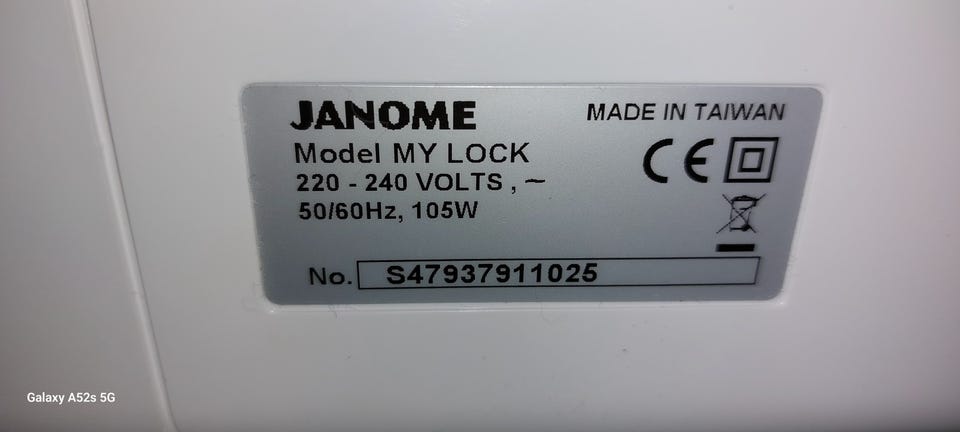 JANOME
MADE IN TAIWAN
Model MY LOCK
220 - 240 VOLTS , ~
50/60Hz, 105W
CE
No. S47937911025
Galaxy A52s 5G